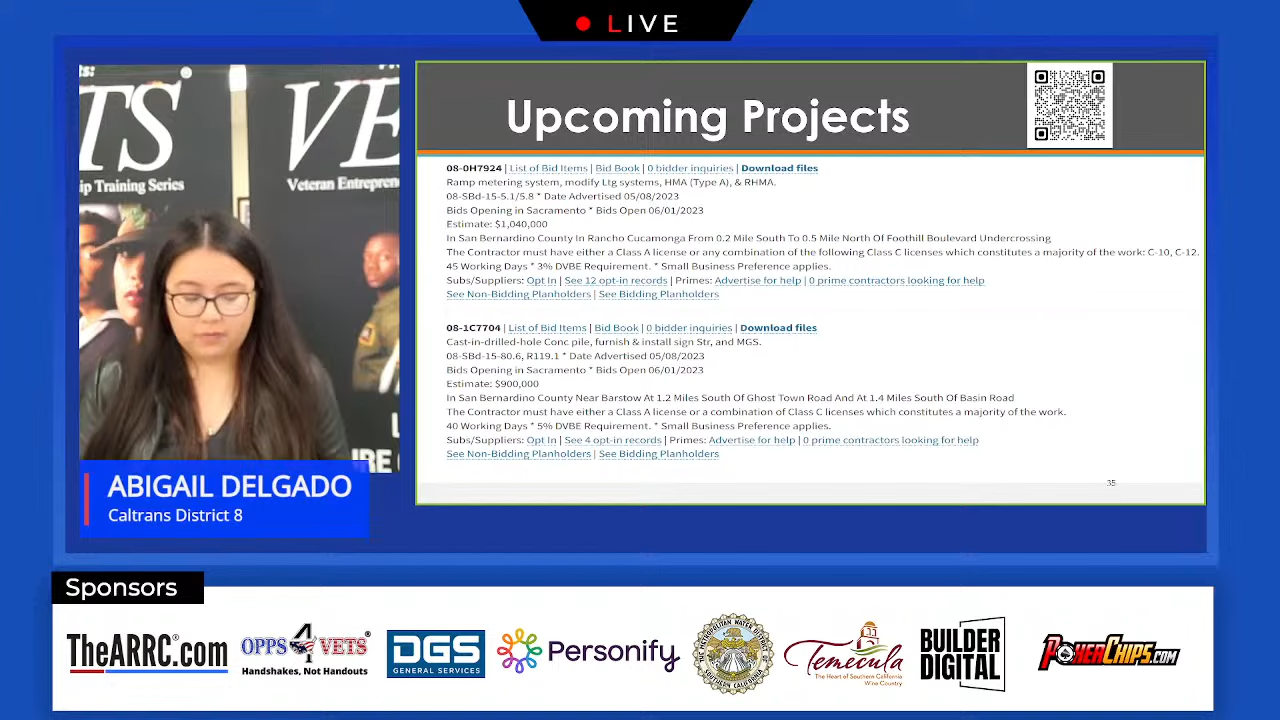 LIVE
TS®
VE
ip Training Series
Veteran Entrepren
ABIGAIL DELGADO
Caltrans District 8
Upcoming Projects
08-0H7924 | List of Bid Items | Bid Book | 0 bidder inquiries | Download files
Ramp metering system, modify Ltg systems, HMA (Type A), & RHMA.
08-SBd-15-5.1/5.8 * Date Advertised 05/08/2023
Bids Opening in Sacramento * Bids Open 06/01/2023
Estimate: $1,040,000
In San Bernardino County In Rancho Cucamonga From 0.2 Mile South To 0.5 Mile North Of Foothill Boulevard Undercrossing
The Contractor must have either a Class A license or any combination of the following Class C licenses which constitutes a majority of the work: C-10, C-12.
45 Working Days * 3% DVBE Requirement. * Small Business Preference applies.
Subs/Suppliers: Opt In | See 12 opt-in records | Primes: Advertise for help | 0 prime contractors looking for help
See Non-Bidding Planholders | See Bidding Planholders
08-1C7704 | List of Bid Items | Bid Book | 0 bidder inquiries | Download files
Cast-in-drilled-hole Conc pile, furnish & install sign Str, and MGS.
08-SBd-15-80.6, R119.1 * Date Advertised 05/08/2023
Bids Opening in Sacramento * Bids Open 06/01/2023
Estimate: $900,000
In San Bernardino County Near Barstow At 1.2 Miles South Of Ghost Town Road And At 1.4 Miles South Of Basin Road
The Contractor must have either a Class A license or a combination of Class C licenses which constitutes a majority of the work.
40 Working Days * 5% DVBE Requirement. * Small Business Preference applies.
Subs/Suppliers: Opt In | See 4 opt-in records | Primes: Advertise for help | 0 prime contractors looking for help
See Non-Bidding Planholders | See Bidding Planholders
35
Sponsors
TheARRC®.com
OPPS 4 VETS®
Handshakes, Not Handouts
DGS
GENERAL SERVICES
Personify
Temecula
The Heart of Southern California
Wine Country
BUILDER
DIGITAL
POKERCHIPS.COM